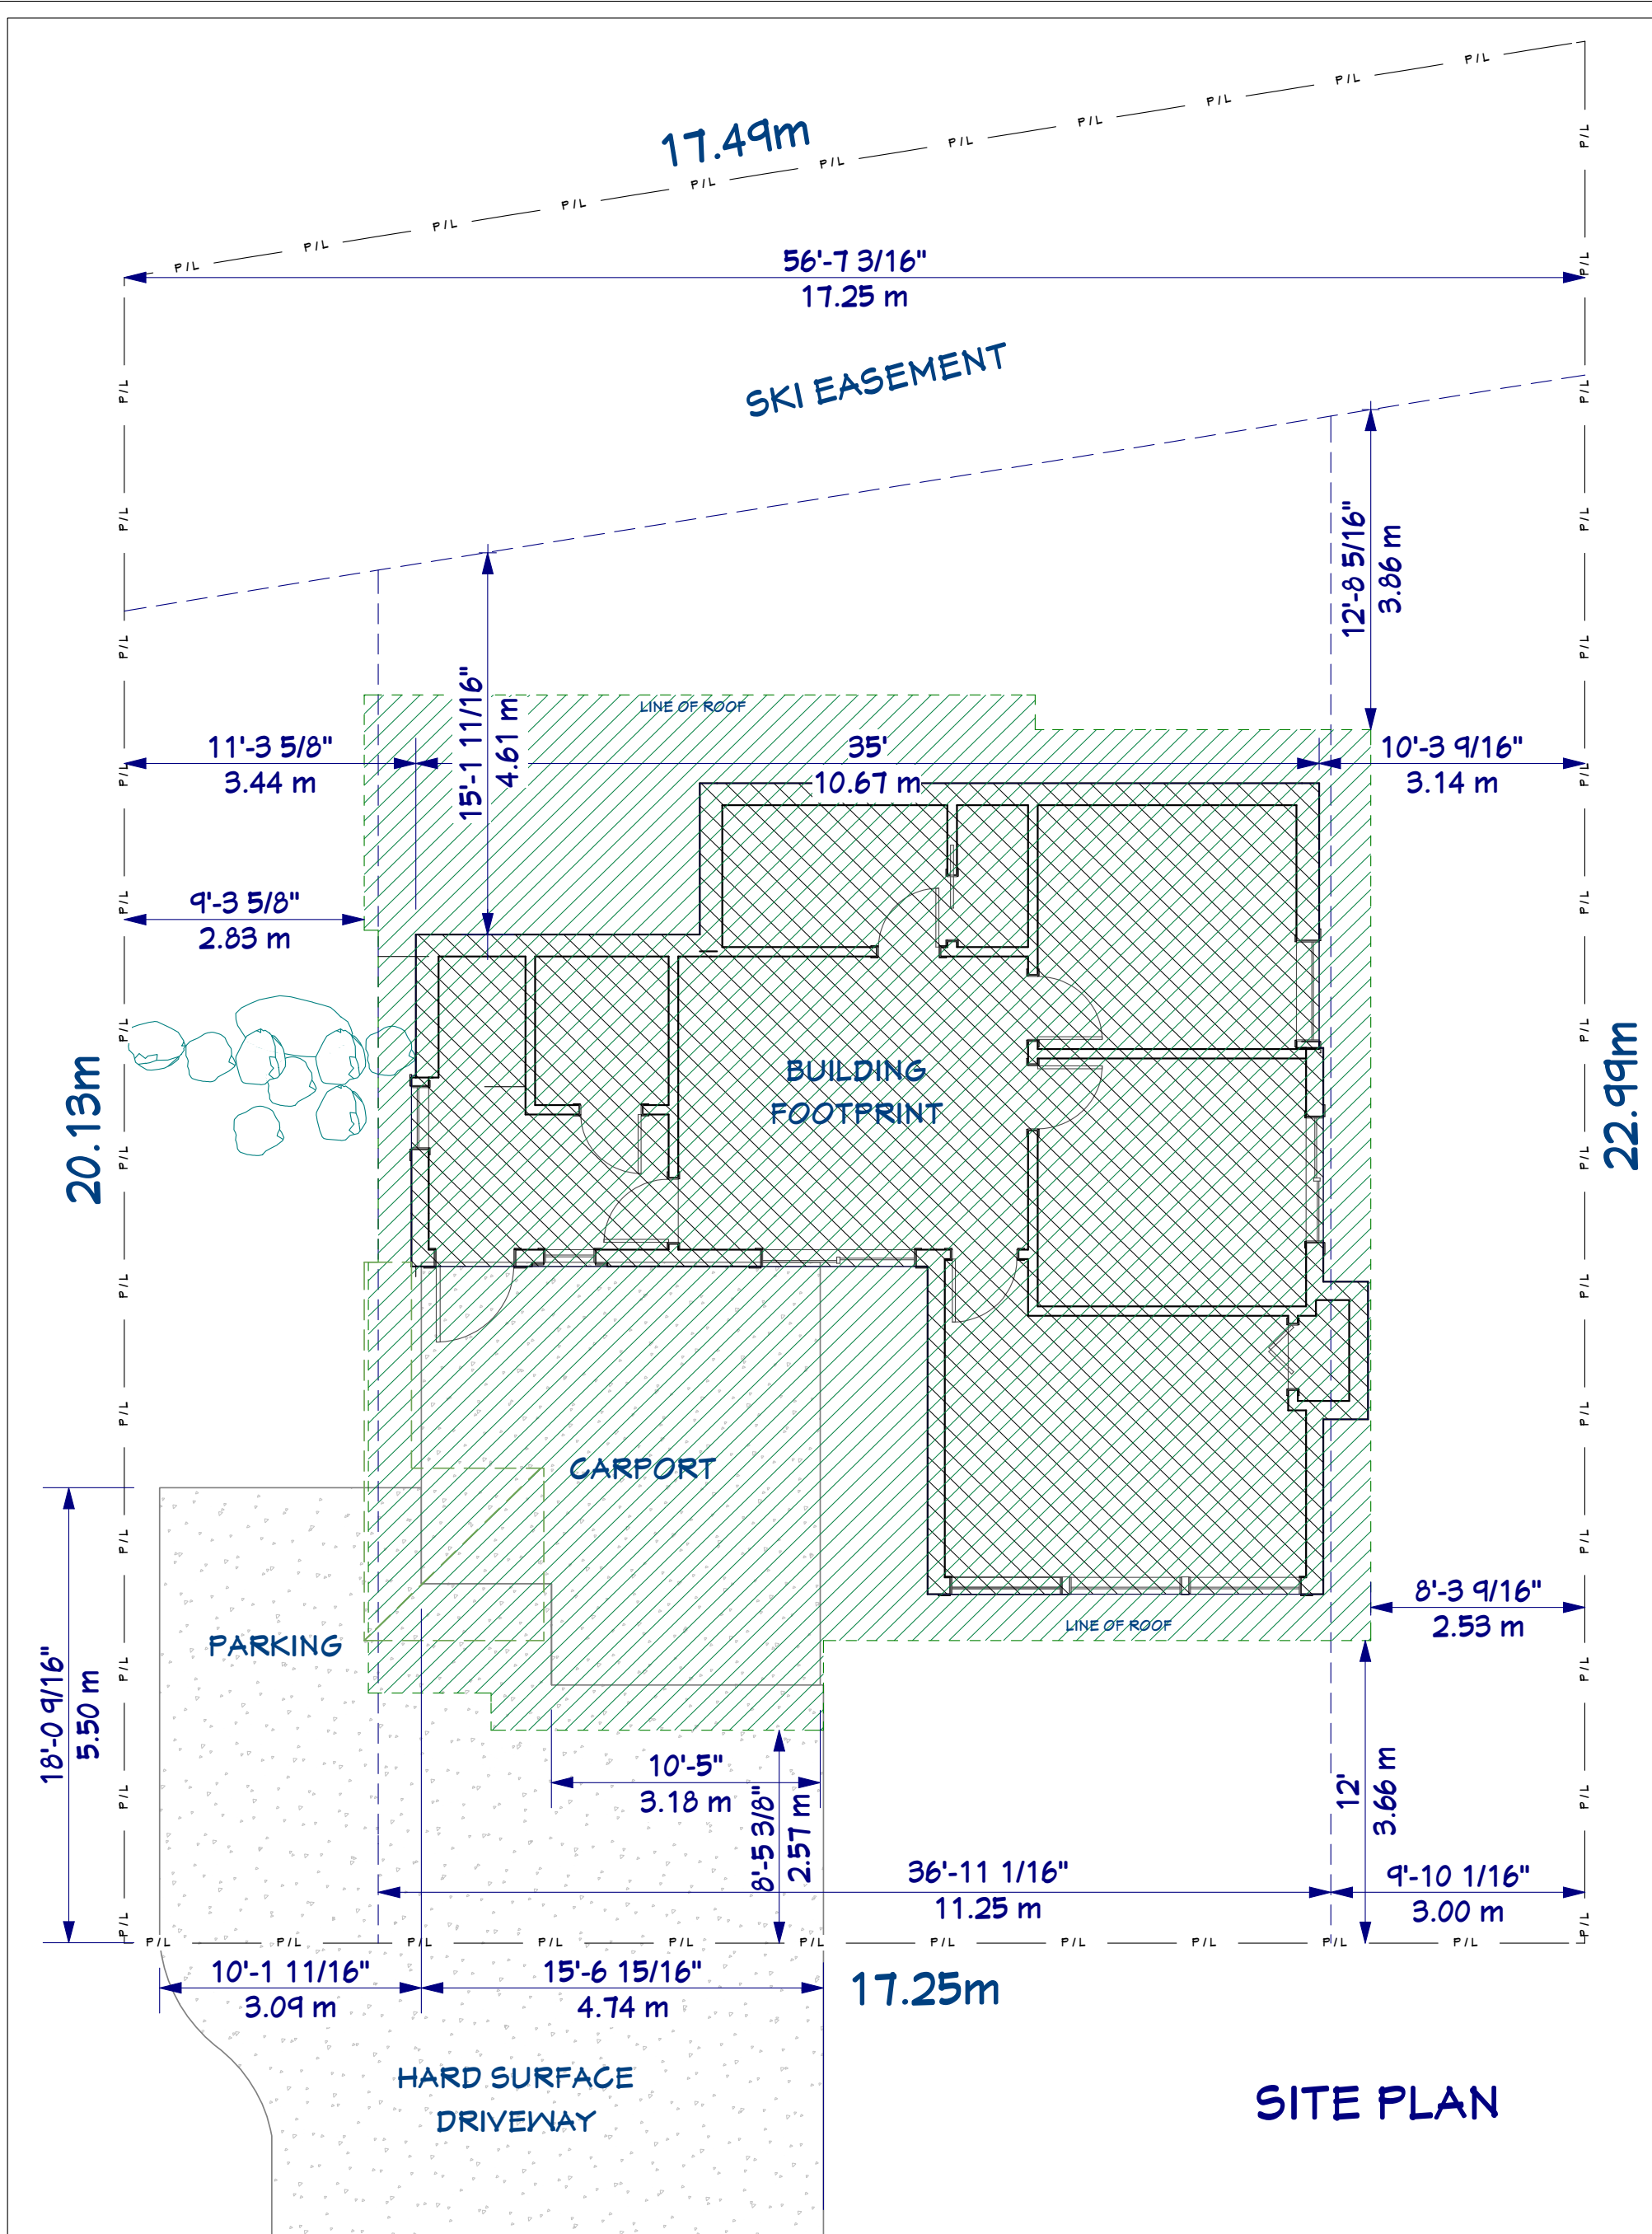 17.49m
56'-7 3/16"
17.25 m
SKI EASEMENT
12'-8 5/16"
3.86 m
15'-1 11/16"
4.61 m
LINE OF ROOF
11'-3 5/8"
3.44 m
35'
10.67 m
10'-3 9/16"
3.14 m
9'-3 5/8"
2.83 m
20.13m
BUILDING
FOOTPRINT
22.99m
CARPORT
PARKING
LINE OF ROOF
8'-3 9/16"
2.53 m
18'-0 9/16"
5.50 m
10'-5"
3.18 m
8'-5 3/8"
2.57 m
12'
3.66 m
36'-11 1/16"
11.25 m
9'-10 1/16"
3.00 m
P/L P/L P/L P/L P/L P/L P/L P/L P/L P/L P/L
10'-1 11/16"
3.09 m
15'-6 15/16"
4.74 m
17.25m
HARD SURFACE
DRIVEWAY
SITE PLAN
P/L P/L P/L P/L P/L P/L P/L P/L P/L P/L P/L
P/L P/L P/L P/L P/L P/L P/L P/L P/L P/L P/L P/L P/L
P/L P/L P/L P/L P/L P/L P/L P/L P/L P/L P/L P/L P/L P/L P/L